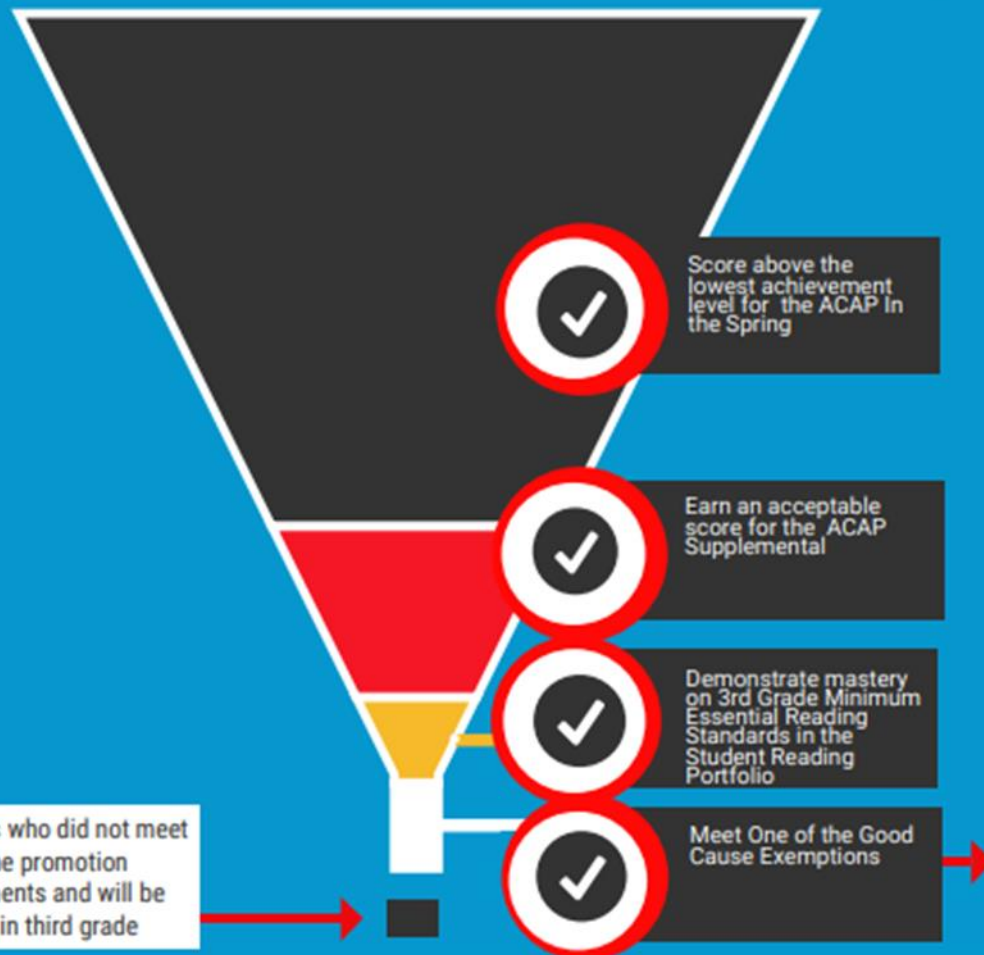 Score above the
lowest achievement
level for the ACAP In
the Spring
Earn an acceptable
score for the ACAP
Supplemental
Demonstrate mastery
on 3rd Grade Minimum
Essential Reading
Standards in the
Student Reading
Portfolio
Meet One of the Good
Cause Exemptions
who did not meet
promotion
and will be
in third grade